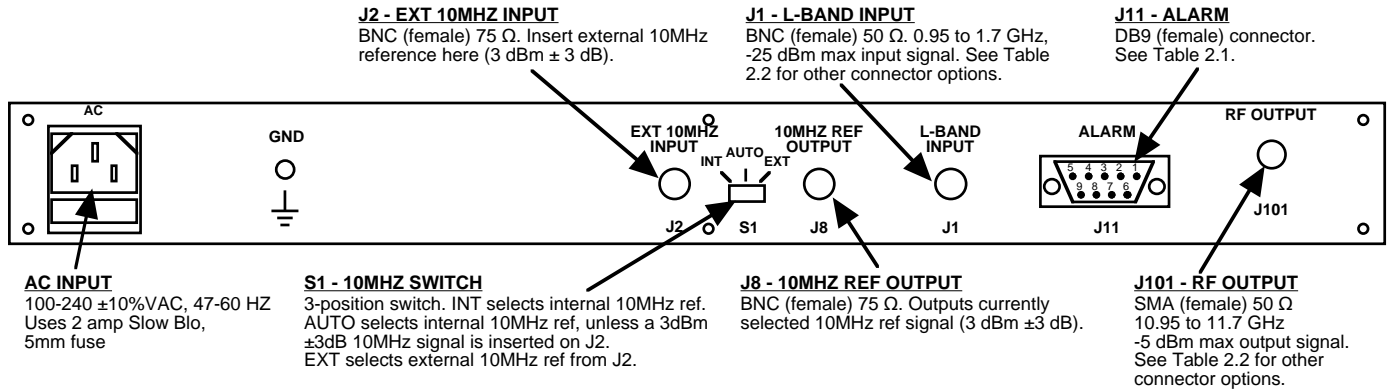 J2 - EXT 10MHZ INPUT
BNC (female) 75 Ω. Insert external 10MHz
reference here (3 dBm ± 3 dB).
J1 - L-BAND INPUT
BNC (female) 50 Ω. 0.95 to 1.7 GHz,
-25 dBm max input signal. See Table
2.2 for other connector options.
J11 - ALARM
DB9 (female) connector.
See Table 2.1.
AC
GND
EXT 10MHZ
INPUT
INT
AUTO
EXT
10MHZ REF
OUTPUT
L-BAND
INPUT
ALARM
RF OUTPUT
5 4 3 2 1
9 8 7 6
J2
S1
J8
J1
J11
J101
AC INPUT
100-240 ±10%VAC, 47-60 HZ
Uses 2 amp Slow Blo,
5mm fuse
S1 - 10MHZ SWITCH
3-position switch. INT selects internal 10MHz ref.
AUTO selects internal 10MHz ref, unless a 3dBm
±3dB 10MHz signal is inserted on J2.
EXT selects external 10MHz ref from J2.
J8 - 10MHZ REF OUTPUT
BNC (female) 75 Ω. Outputs currently
selected 10MHz ref signal (3 dBm ±3 dB).
J101 - RF OUTPUT
SMA (female) 50 Ω
10.95 to 11.7 GHz
-5 dBm max output signal.
See Table 2.2 for other
connector options.